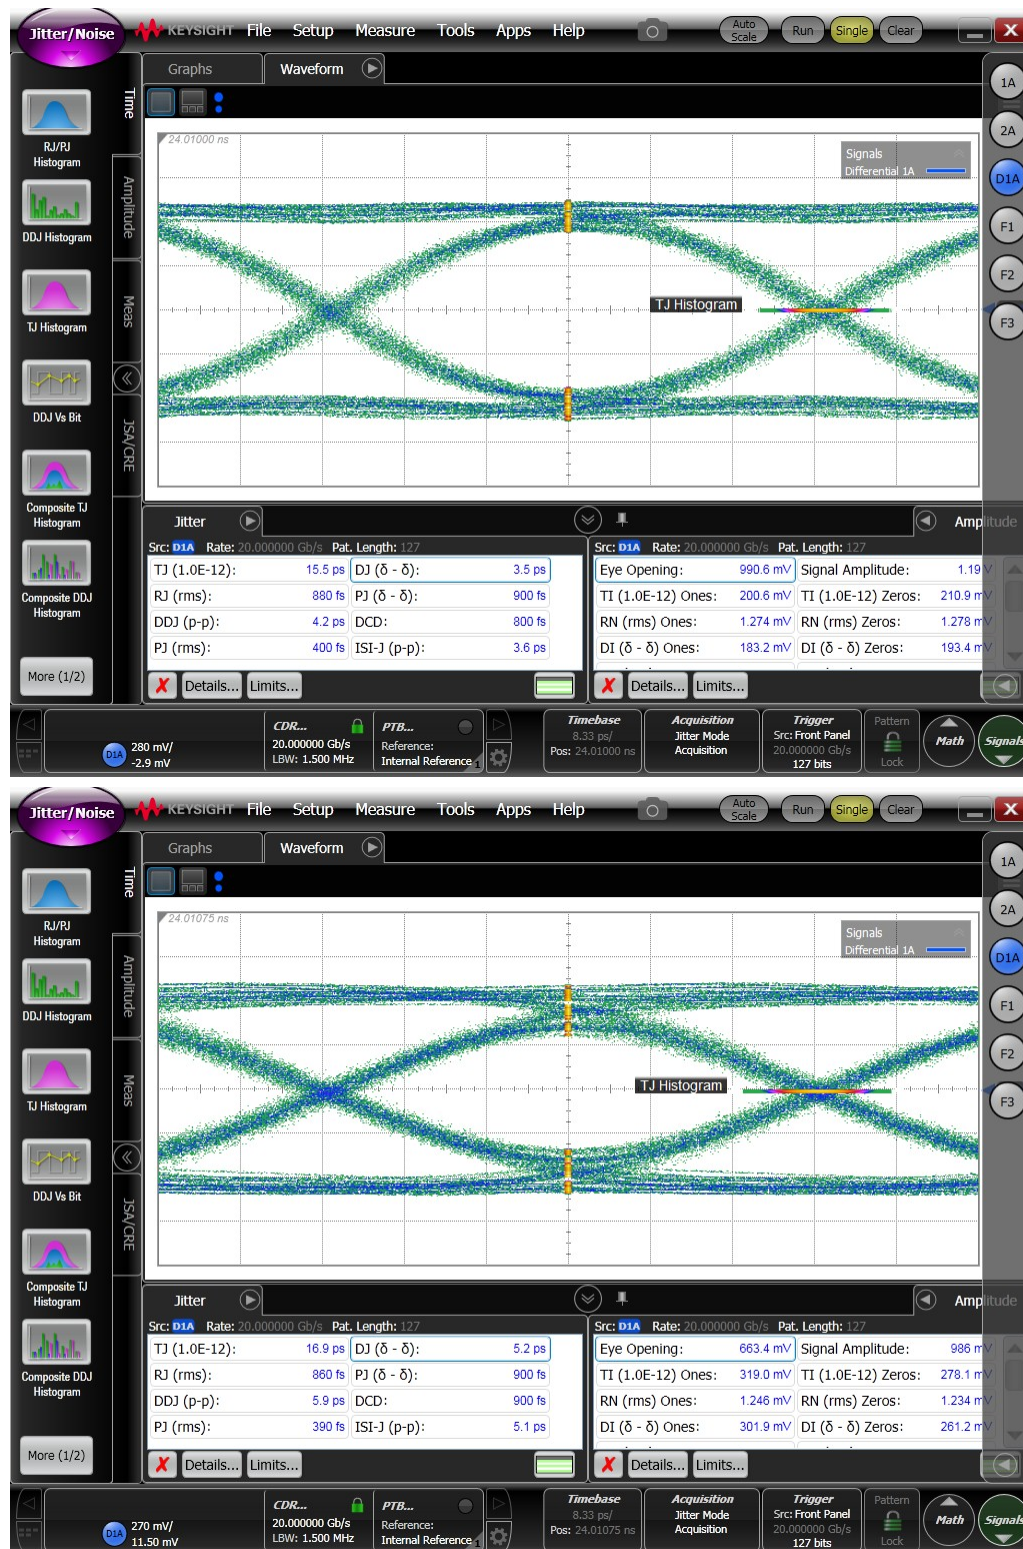 Jitter/Noise KEYSIGHT File Setup Measure Tools Apps Help Auto Scale Run Single Clear
Graphs Waveform
1A
2A
D1A
F1
F2
F3
Time
Amplitude
Meas
JSA/CRE
RJ/PJ
Histogram
DDJ Histogram
TJ Histogram
DDJ Vs Bit
Composite TJ
Histogram
Composite DDJ
Histogram
More (1/2)
24.01000 ns
Signals
Differential 1A
TJ Histogram
Jitter
Amplitude
Src: D1A Rate: 20.000000 Gb/s Pat. Length: 127
TJ (1.0E-12): 15.5 ps DJ (δ - δ): 3.5 ps
RJ (rms): 880 fs PJ (δ - δ): 900 fs
DDJ (p-p): 4.2 ps DCD: 800 fs
PJ (rms): 400 fs ISI-J (p-p): 3.6 ps
Details... Limits...
Src: D1A Rate: 20.000000 Gb/s Pat. Length: 127
Eye Opening: 990.6 mV Signal Amplitude: 1.19 V
TI (1.0E-12) Ones: 200.6 mV TI (1.0E-12) Zeros: 210.9 mV
RN (rms) Ones: 1.274 mV RN (rms) Zeros: 1.278 mV
DI (δ - δ) Ones: 183.2 mV DI (δ - δ) Zeros: 193.4 mV
Details... Limits...
D1A 280 mV/
-2.9 mV
CDR...
20.000000 Gb/s
LBW: 1.500 MHz
PTB...
Reference:
Internal Reference
1
Timebase
8.33 ps/
Pos: 24.01000 ns
Acquisition
Jitter Mode
Acquisition
Trigger
Src: Front Panel
20.000000 Gb/s
127 bits
Pattern
Lock
Math
Signals
Jitter/Noise KEYSIGHT File Setup Measure Tools Apps Help Auto Scale Run Single Clear
Graphs Waveform
1A
2A
D1A
F1
F2
F3
Time
Amplitude
Meas
JSA/CRE
RJ/PJ
Histogram
DDJ Histogram
TJ Histogram
DDJ Vs Bit
Composite TJ
Histogram
Composite DDJ
Histogram
More (1/2)
24.01075 ns
Signals
Differential 1A
TJ Histogram
Jitter
Amplitude
Src: D1A Rate: 20.000000 Gb/s Pat. Length: 127
TJ (1.0E-12): 16.9 ps DJ (δ - δ): 5.2 ps
RJ (rms): 860 fs PJ (δ - δ): 900 fs
DDJ (p-p): 5.9 ps DCD: 900 fs
PJ (rms): 390 fs ISI-J (p-p): 5.1 ps
Details... Limits...
Src: D1A Rate: 20.000000 Gb/s Pat. Length: 127
Eye Opening: 663.4 mV Signal Amplitude: 986 mV
TI (1.0E-12) Ones: 319.0 mV TI (1.0E-12) Zeros: 278.1 mV
RN (rms) Ones: 1.246 mV RN (rms) Zeros: 1.234 mV
DI (δ - δ) Ones: 301.9 mV DI (δ - δ) Zeros: 261.2 mV
Details... Limits...
D1A 270 mV/
11.50 mV
CDR...
20.000000 Gb/s
LBW: 1.500 MHz
PTB...
Reference:
Internal Reference
1
Timebase
8.33 ps/
Pos: 24.01075 ns
Acquisition
Jitter Mode
Acquisition
Trigger
Src: Front Panel
20.000000 Gb/s
127 bits
Pattern
Lock
Math
Signals